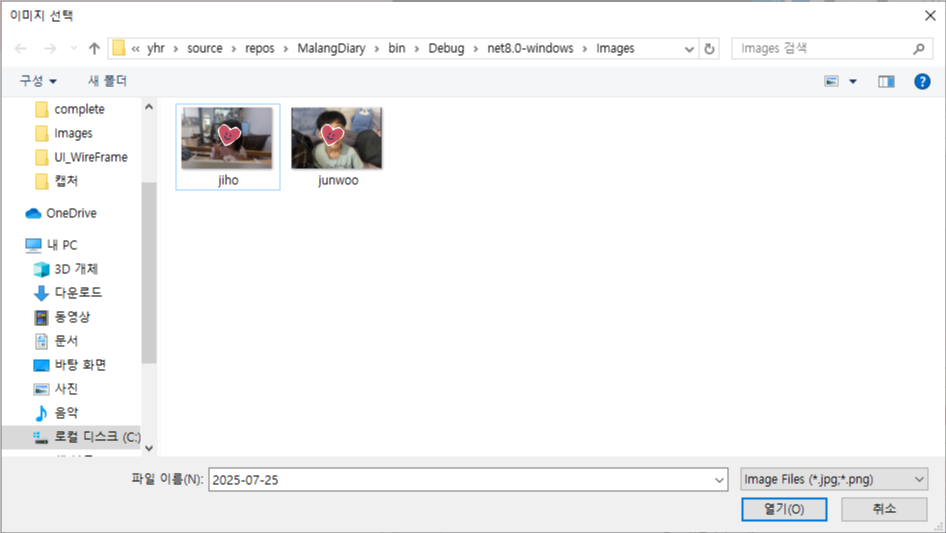 이미지 선택
« yhr › source › repos › MalangDiary › bin › Debug › net8.0-windows › Images
Images 검색
구성
새 폴더
complete
Images
UI_WireFrame
캡처
OneDrive
내 PC
3D 개체
다운로드
동영상
문서
바탕 화면
사진
음악
로컬 디스크 (C:)
jiho
junwoo
파일 이름(N):
2025-07-25
Image Files (*.jpg;*.png)
열기(O)
취소